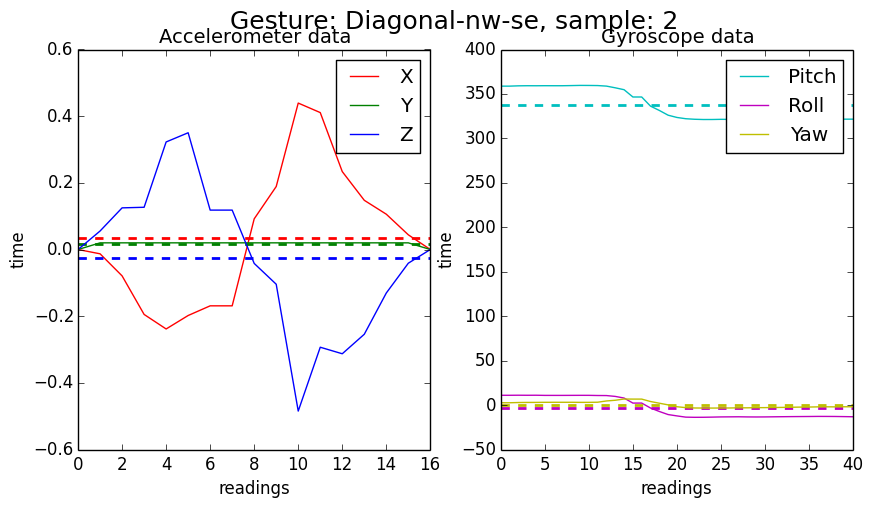 Gesture: Diagonal-nw-se, sample: 2
Accelerometer data
0.6
0.4
0.2
0.0
−0.2
−0.4
−0.6
time
0 2 4 6 8 10 12 14 16
readings
X
Y
Z
Gyroscope data
400
350
300
250
200
150
100
50
0
−50
time
0 5 10 15 20 25 30 35 40
readings
Pitch
Roll
Yaw